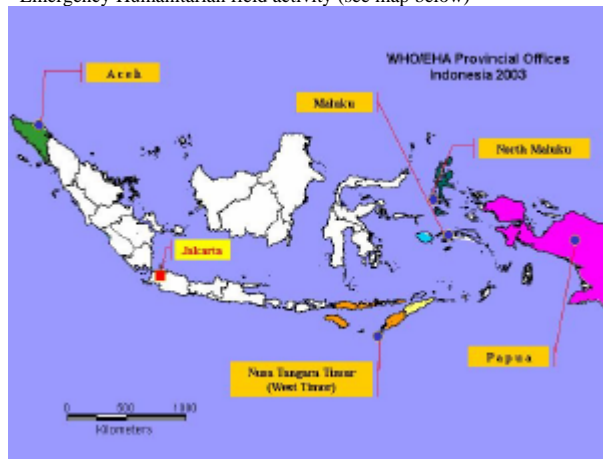 Emergency Humanitarian field activity (see map below)
WHO/EHA Provincial Offices
Indonesia 2003
Aceh
Maluku
North Maluku
Jakarta
Nusa Tangara Timur
(West Timor)
Papua
0 500 1000
Kilometers